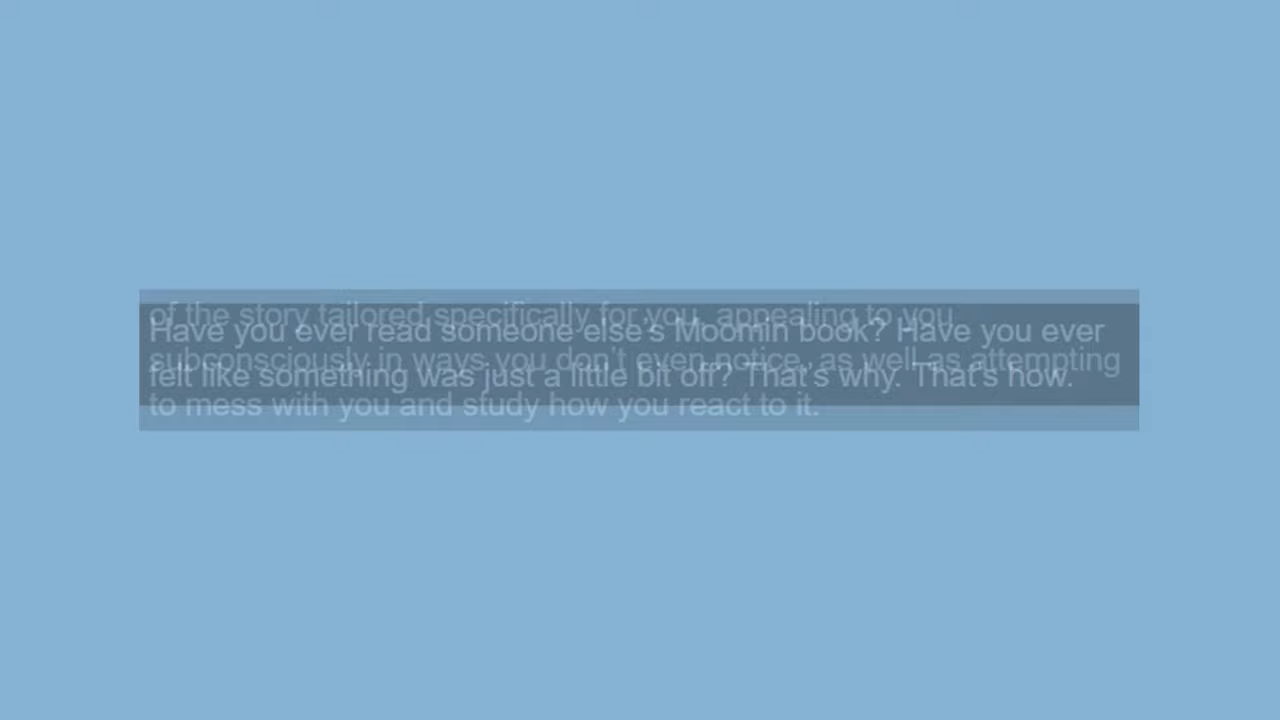 of the story tailored specifically for you, appealing to you
Have you ever read someone else's Moomin book? Have you ever
subconsciously in ways you don't even notice, as well as attempting
felt like something was just a little bit off? That's why. That's how.
to mess with you and study how you react to it.